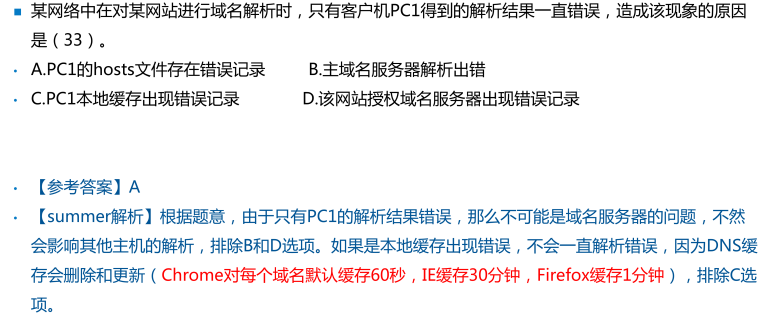 ▪ 某网络中在对某网站进行域名解析时，只有客户机PC1得到的解析结果一直错误，造成该现象的原因
是（33）。
• A.PC1的hosts文件存在错误记录 B.主域名服务器解析出错
• C.PC1本地缓存出现错误记录 D.该网站授权域名服务器出现错误记录
• 【参考答案】A
• 【summer解析】根据题意，由于只有PC1的解析结果错误，那么不可能是域名服务器的问题，不然
会影响其他主机的解析，排除B和D选项。如果是本地缓存出现错误，不会一直解析错误，因为DNS缓
存会删除和更新（Chrome对每个域名默认缓存60秒，IE缓存30分钟，Firefox缓存1分钟），排除C选
项。